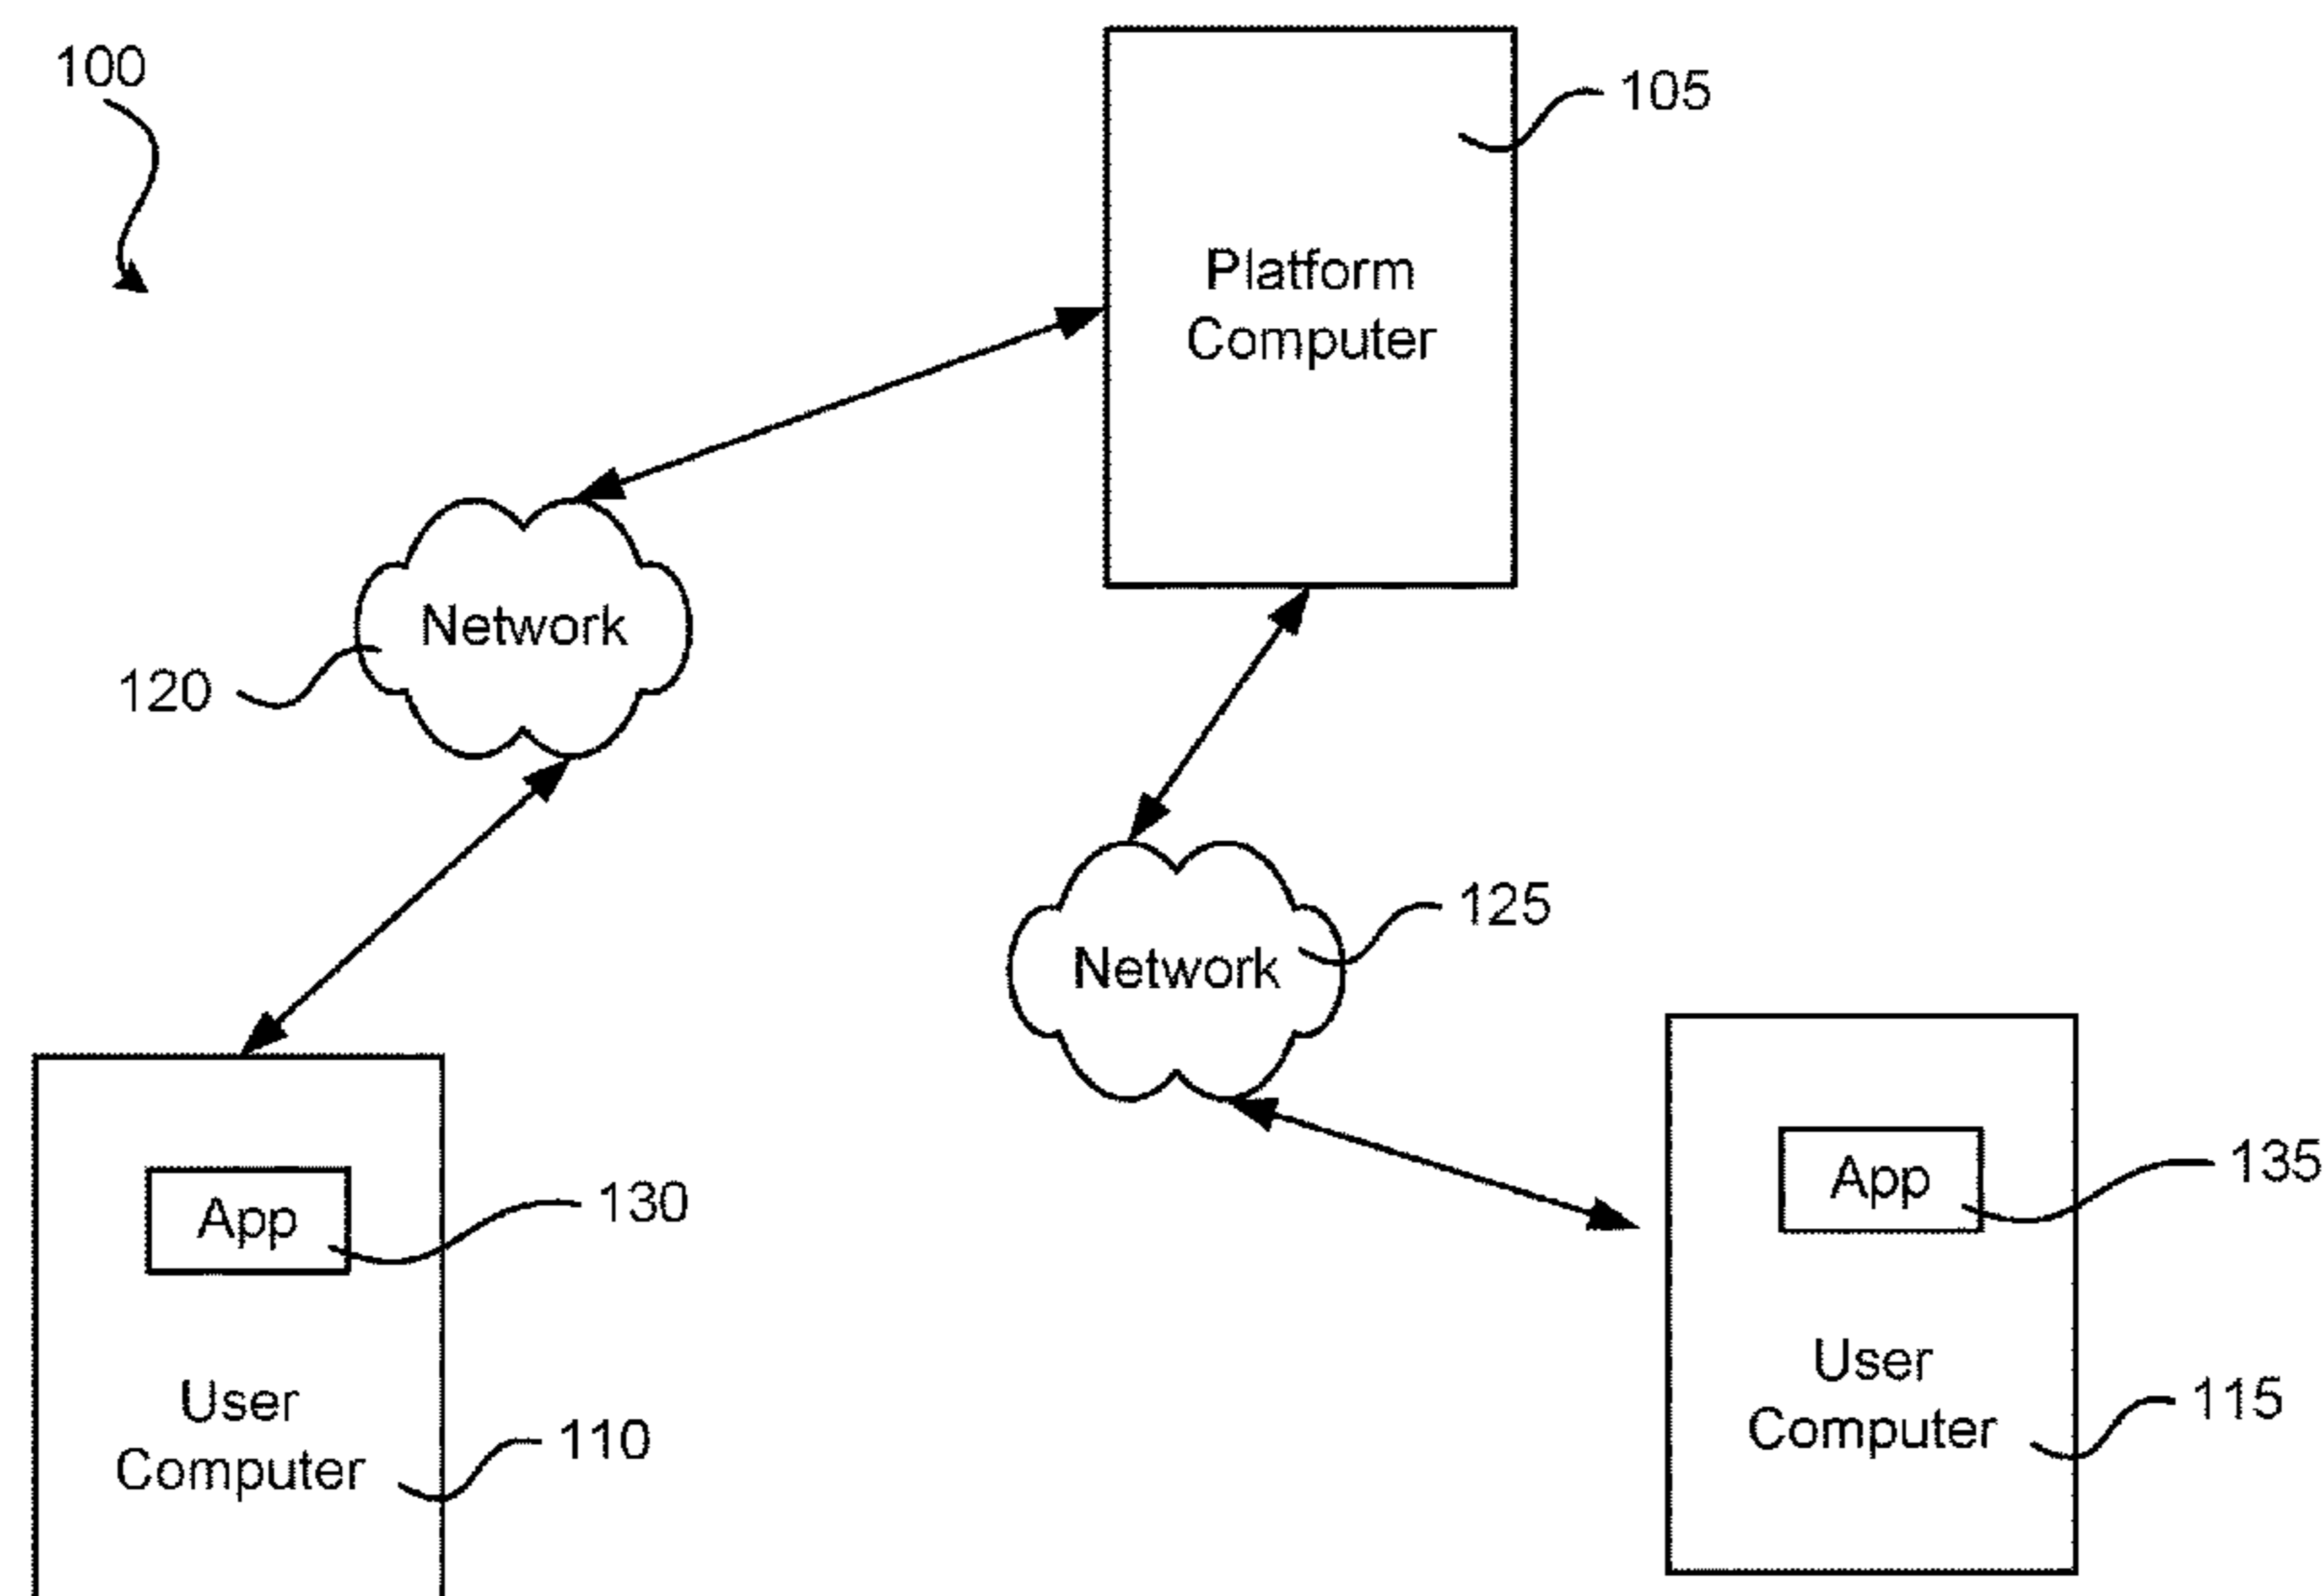 100
105
Platform
Computer
Network
120
125
Network
App
135
App
130
User
Computer
115
User
Computer
110